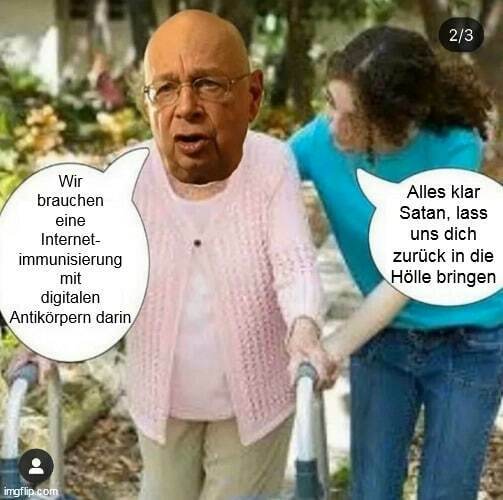 2/3
Wir
brauchen
eine
Internet-
immunisierung
mit
digitalen
Antikörpern darin
Alles klar
Satan, lass
uns dich
zurück in die
Hölle bringen
imgflip.com